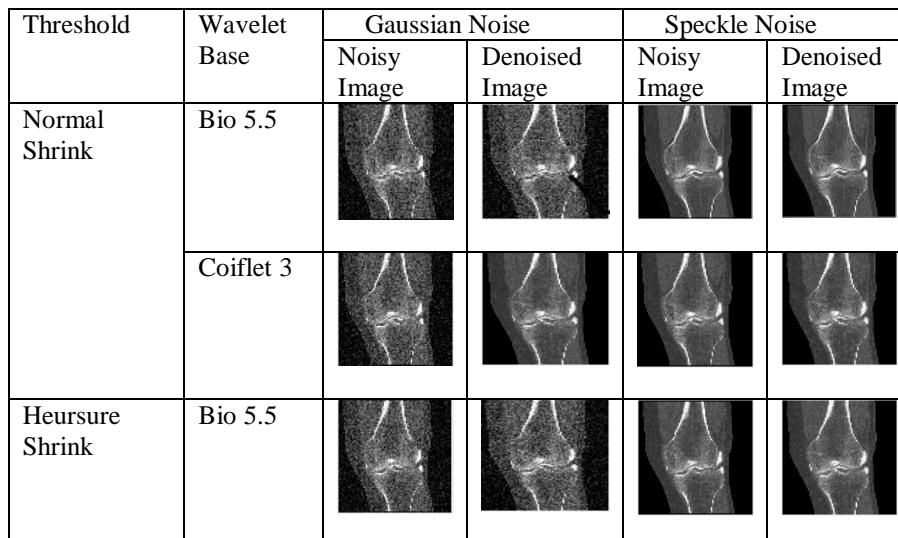 Threshold
Wavelet
Base
Gaussian Noise
Speckle Noise
Noisy
Image
Denoised
Image
Noisy
Image
Denoised
Image
Normal
Shrink
Bio 5.5
Coiflet 3
Heursure
Shrink
Bio 5.5